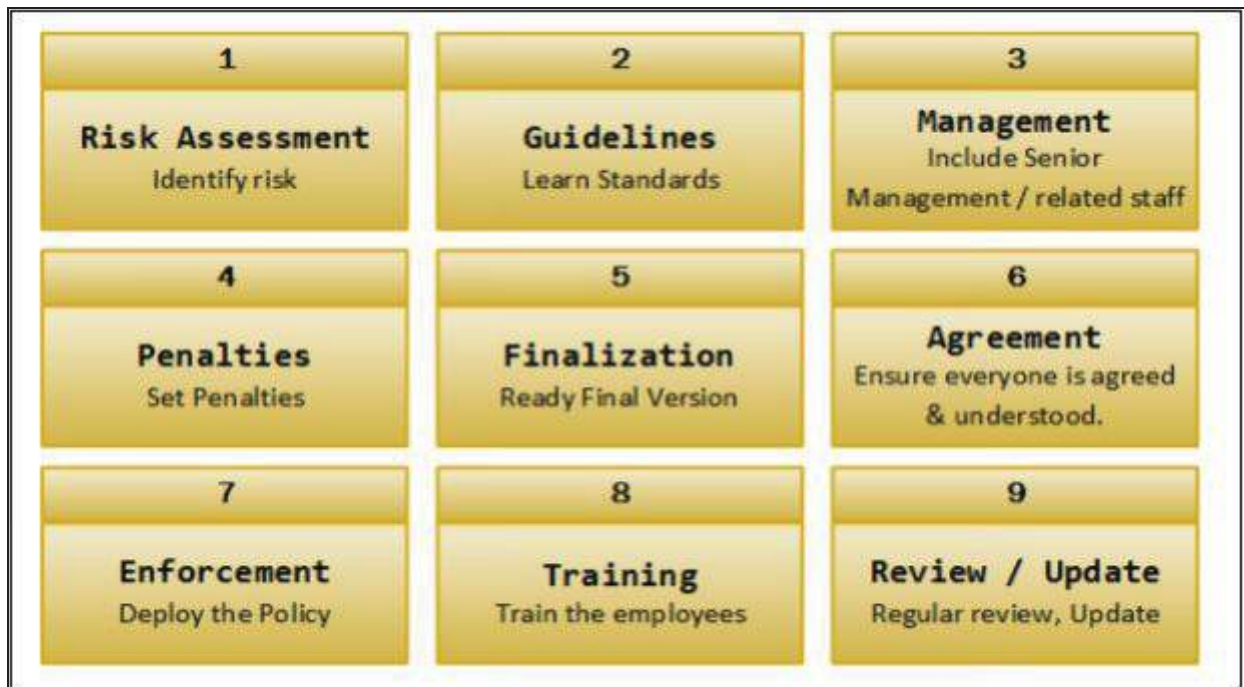 1
Risk Assessment
Identify risk
2
Guidelines
Learn Standards
3
Management
Include Senior
Management / related staff
4
Penalties
Set Penalties
5
Finalization
Ready Final Version
6
Agreement
Ensure everyone is agreed
& understood.
7
Enforcement
Deploy the Policy
8
Training
Train the employees
9
Review / Update
Regular review, Update